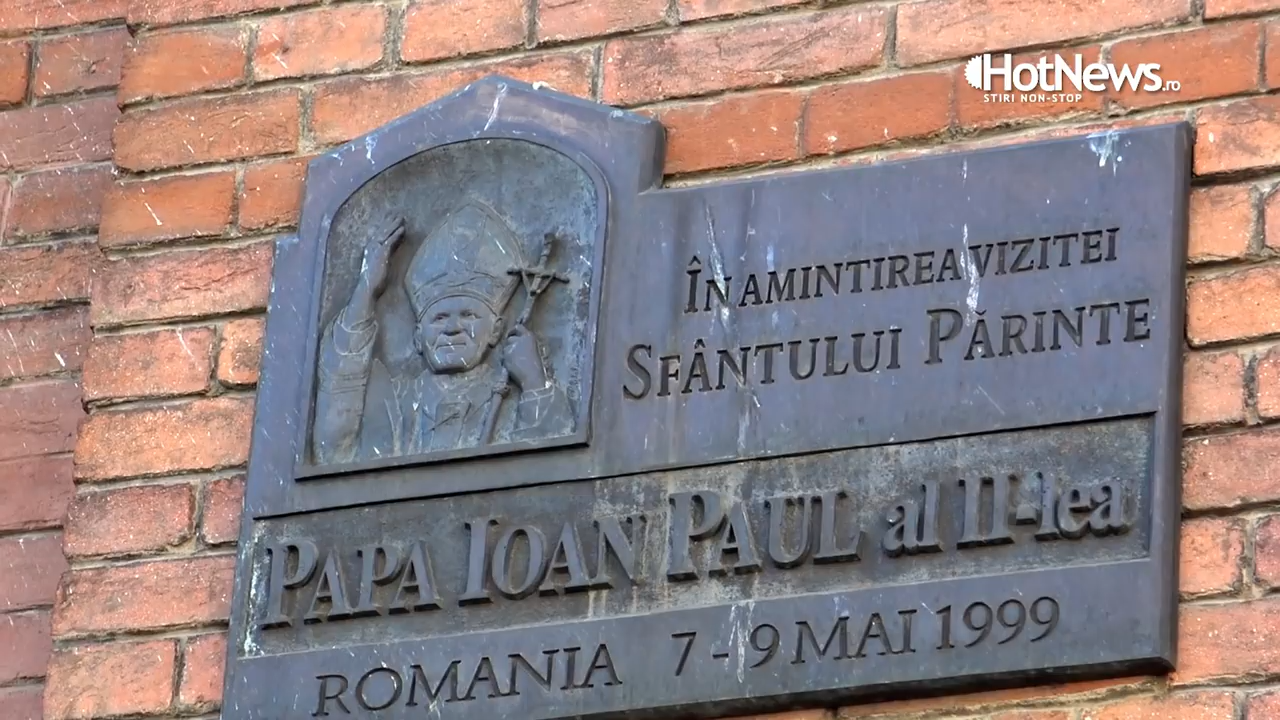 HotNews.ro
STIRI NON-STOP
ÎN AMINTIREA VIZITEI
SFÂNTULUI PĂRINTE
PAPA IOAN PAUL al II-lea
ROMANIA 7-9 MAI 1999